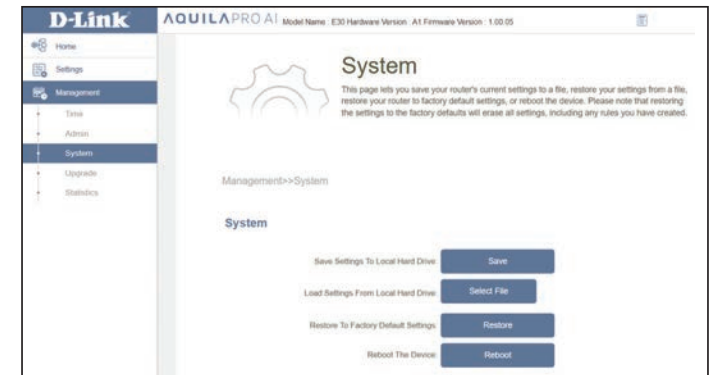 D-Link
AQUILA PRO AI Model Name : E30 Hardware Version : A1 Firmware Version : 1.00.05
Home
Settings
Management
Time
Admin
System
Upgrade
Statistics
System
This page lets you save your router's current settings to a file, restore your settings from a file,
restore your router to factory default settings, or reboot the device. Please note that restoring
the settings to the factory defaults will erase all settings, including any rules you have created.
Management>>System
System
Save Settings To Local Hard Drive: Save
Load Settings From Local Hard Drive: Select File
Restore To Factory Default Settings: Restore
Reboot The Device: Reboot